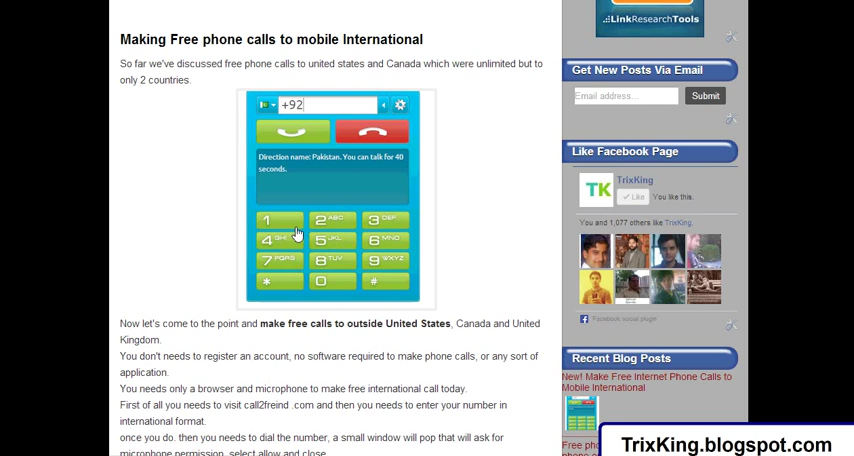 .:LinkResearchTools
Making Free phone calls to mobile International
So far we've discussed free phone calls to united states and Canada which were unlimited but to
only 2 countries.
+92
Direction name: Pakistan. You can talk for 40
seconds.
1
2 ABC
3 DEF
4 GHI
5 JKL
6 MNO
7 PQRS
8 TUV
9 WXYZ
*
0
#
Now let's come to the point and make free calls to outside United States, Canada and United
Kingdom.
You don't needs to register an account, no software required to make phone calls, or any sort of
application.
You needs only a browser and microphone to make free international call today.
First of all you needs to visit call2freind .com and then you needs to enter your number in
international format.
once you do. then you needs to dial the number, a small window will pop that will ask for
microphone permission, select allow and close
Get New Posts Via Email
Email address...
Submit
Like Facebook Page
TK
TrixKing
Like
You like this.
You and 1,077 others like TrixKing.
Facebook social plugin
Recent Blog Posts
New! Make Free Internet Phone Calls to
Mobile International
Free pho
TrixKing.blogspot.com